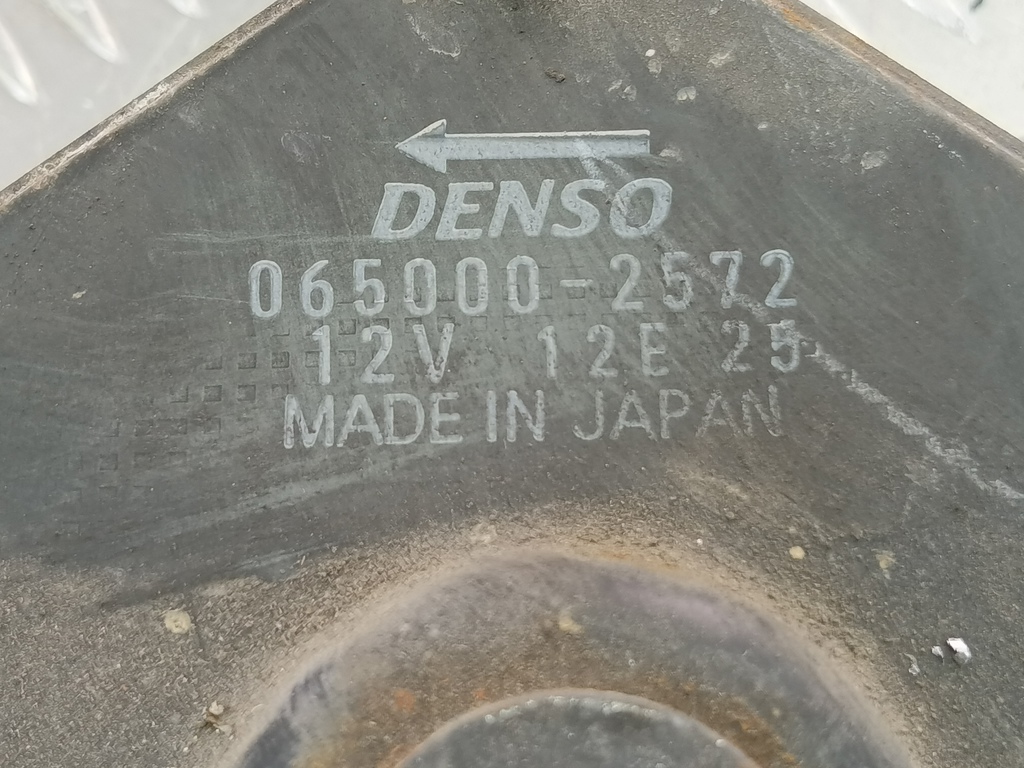 DENSO
065000-2572
12V 12E 25
MADE IN JAPAN